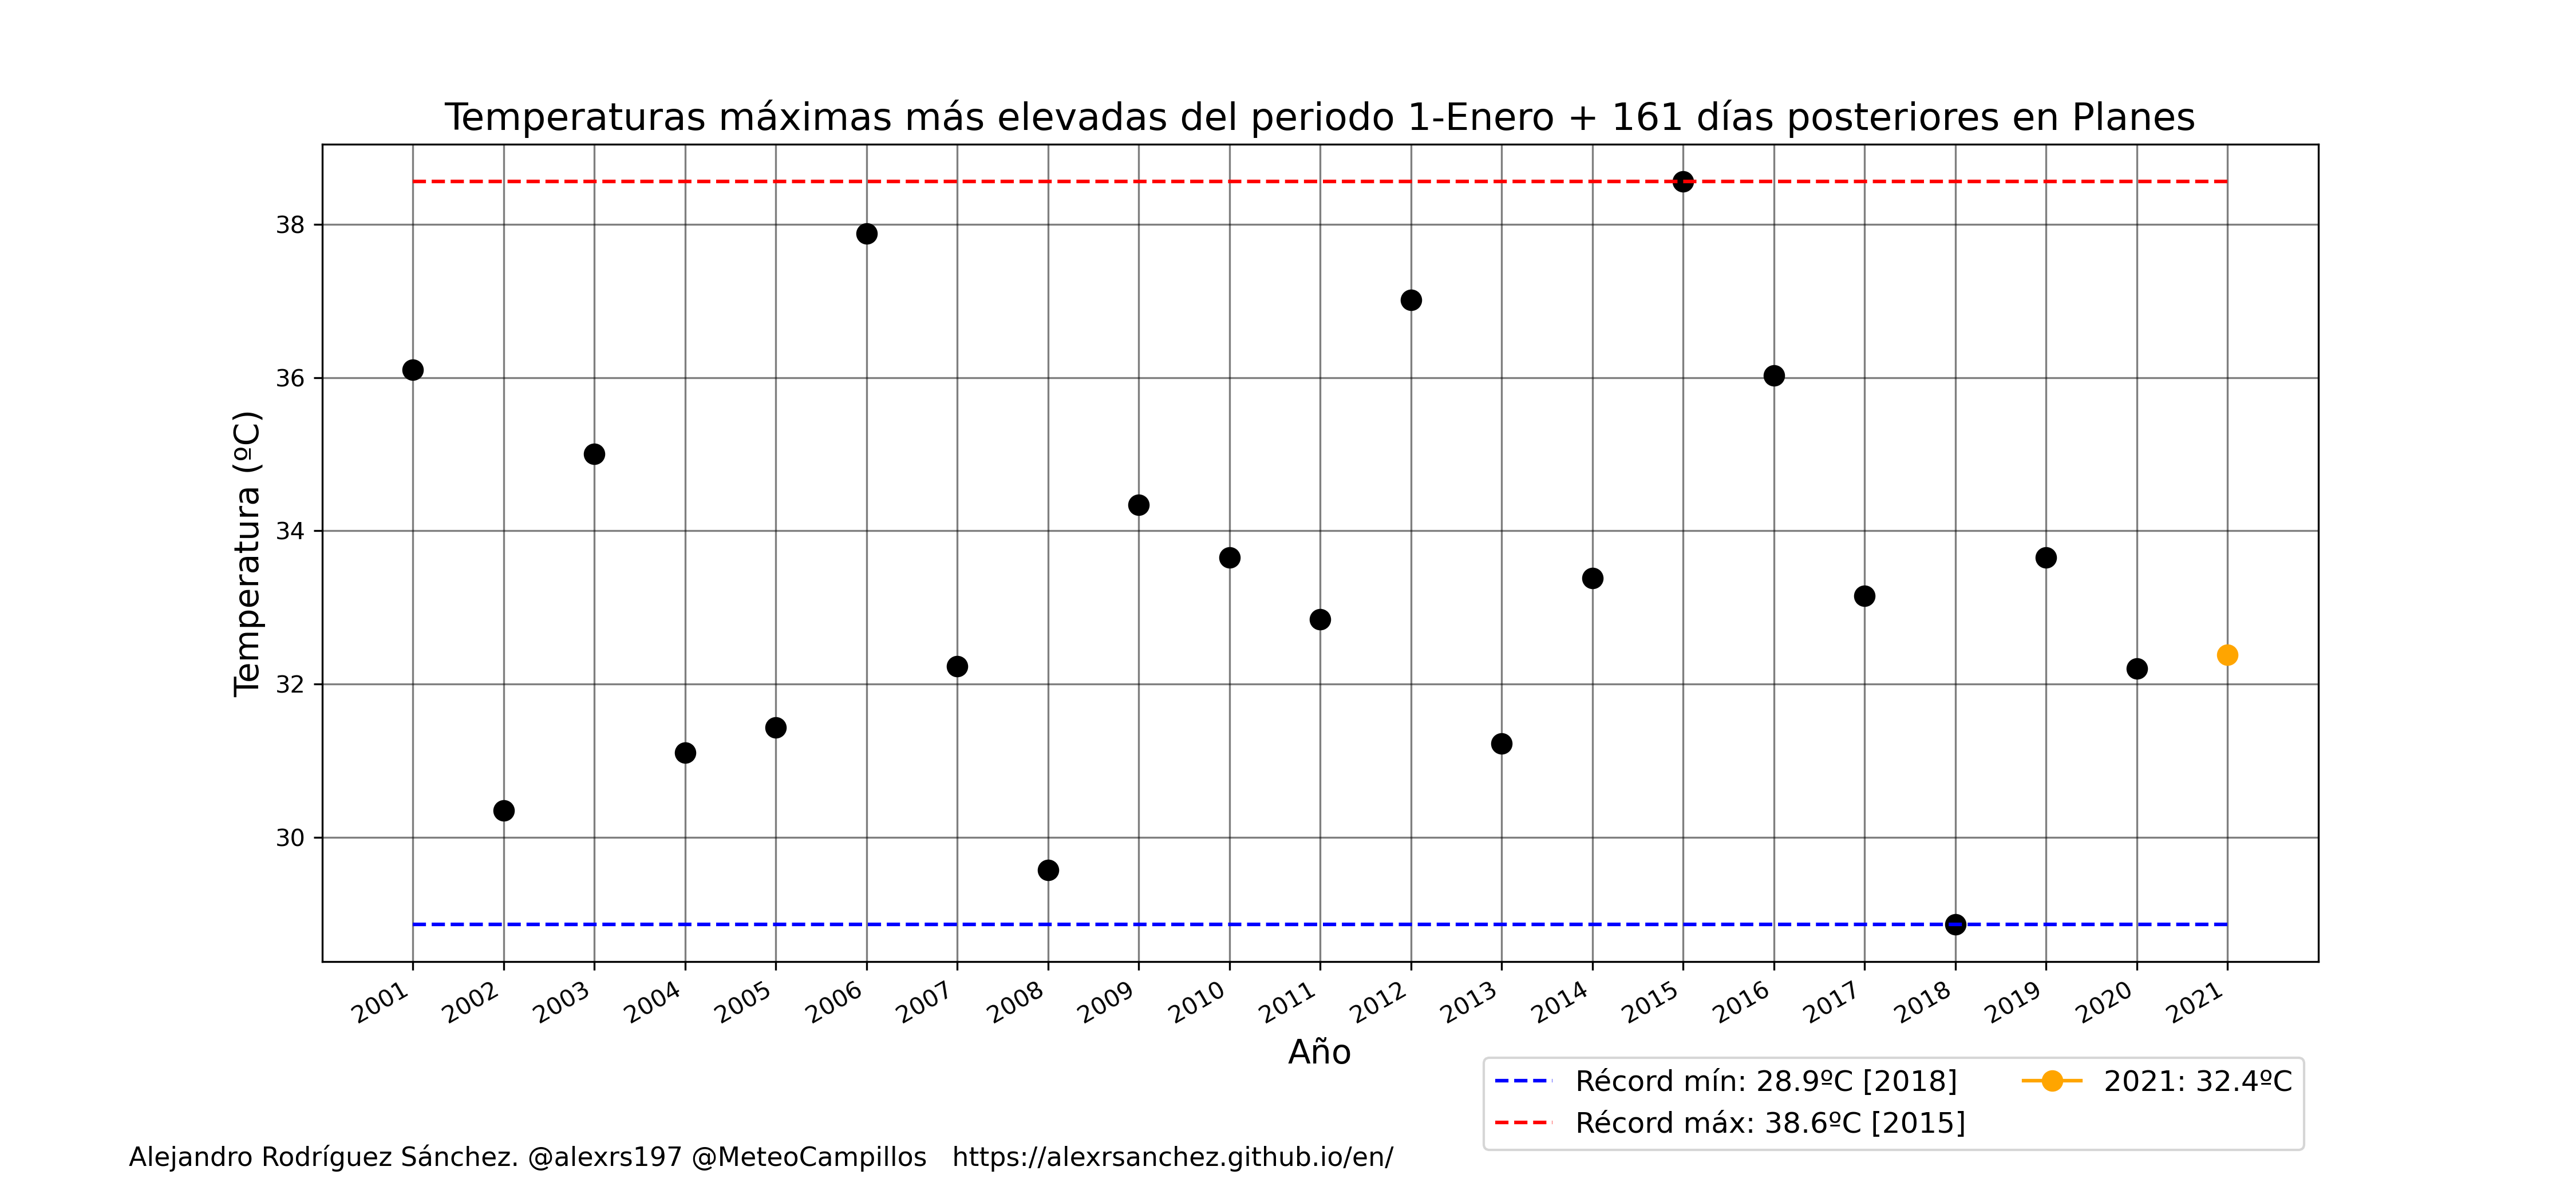 Temperaturas máximas más elevadas del periodo 1-Enero + 161 días posteriores en Planes
Temperatura (ºC)
38
36
34
32
30
2001 2002 2003 2004 2005 2006 2007 2008 2009 2010 2011 2012 2013 2014 2015 2016 2017 2018 2019 2020 2021
Año
Récord mín: 28.9ºC [2018] 2021: 32.4ºC
Récord máx: 38.6ºC [2015]
Alejandro Rodríguez Sánchez. @alexrs197 @MeteoCampillos https://alexrsanchez.github.io/en/